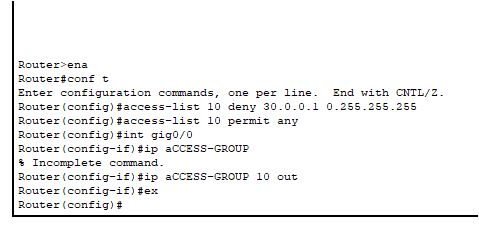 Router>ena
Router#conf t
Enter configuration commands, one per line.  End with CNTL/Z.
Router(config)#access-list 10 deny 30.0.0.1 0.255.255.255
Router(config)#access-list 10 permit any
Router(config)#int gig0/0
Router(config-if)#ip aCCESS-GROUP
% Incomplete command.
Router(config-if)#ip aCCESS-GROUP 10 out
Router(config-if)#ex
Router(config)#